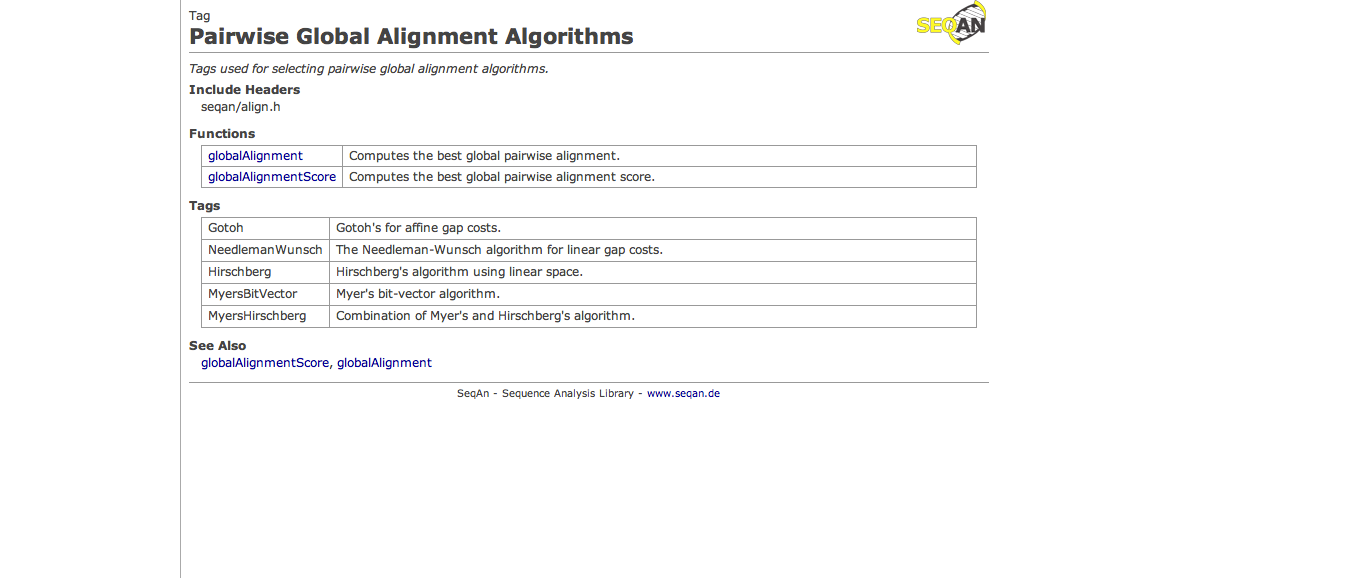 Tag
SEQAN
Pairwise Global Alignment Algorithms
Tags used for selecting pairwise global alignment algorithms.
Include Headers
seqan/align.h
Functions
globalAlignment Computes the best global pairwise alignment.
globalAlignmentScore Computes the best global pairwise alignment score.
Tags
Gotoh Gotoh's for affine gap costs.
NeedlemanWunsch The Needleman-Wunsch algorithm for linear gap costs.
Hirschberg Hirschberg's algorithm using linear space.
MyersBitVector Myer's bit-vector algorithm.
MyersHirschberg Combination of Myer's and Hirschberg's algorithm.
See Also
globalAlignmentScore, globalAlignment
SeqAn - Sequence Analysis Library - www.seqan.de